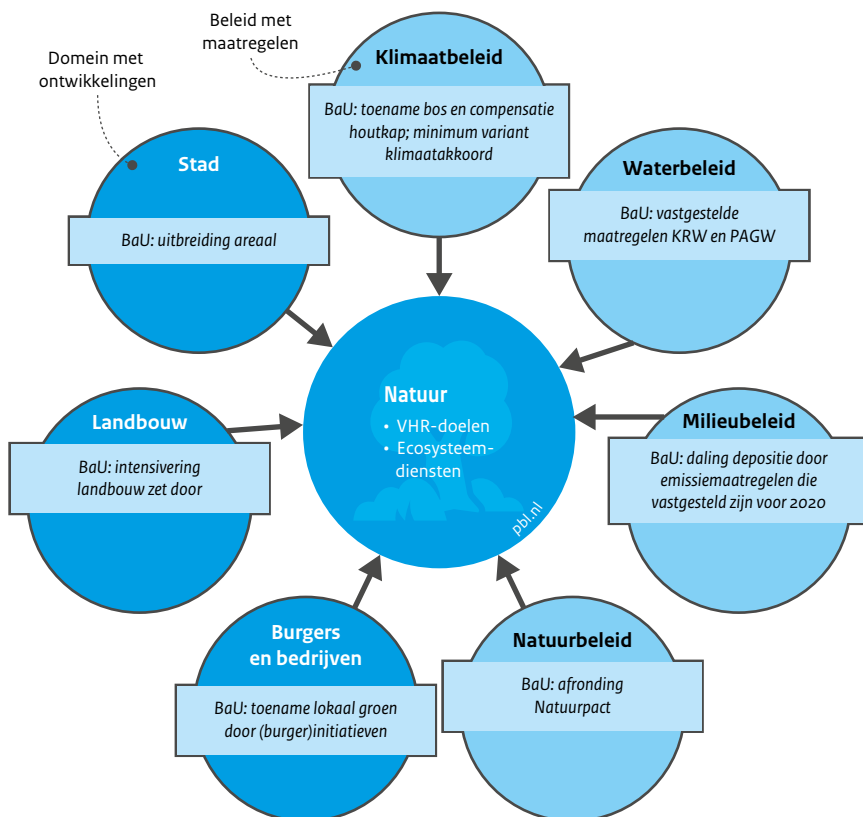 Beleid met
maatregelen
Domein met
ontwikkelingen
Klimaatbeleid
BaU: toename bos en compensatie
houtkap; minimum variant
klimaatakkoord
Stad
BaU: uitbreiding areaal
Waterbeleid
BaU: vastgestelde
maatregelen KRW en PAGW
Natuur
• VHR-doelen
• Ecosysteem-
diensten
pbl.nl
Landbouw
BaU: intensivering
landbouw zet door
Milieubeleid
BaU: daling depositie door
emissiemaatregelen die
vastgesteld zijn voor 2020
Burgers
en bedrijven
BaU: toename lokaal groen
door (burger)initiatieven
Natuurbeleid
BaU: afronding
Natuurpact